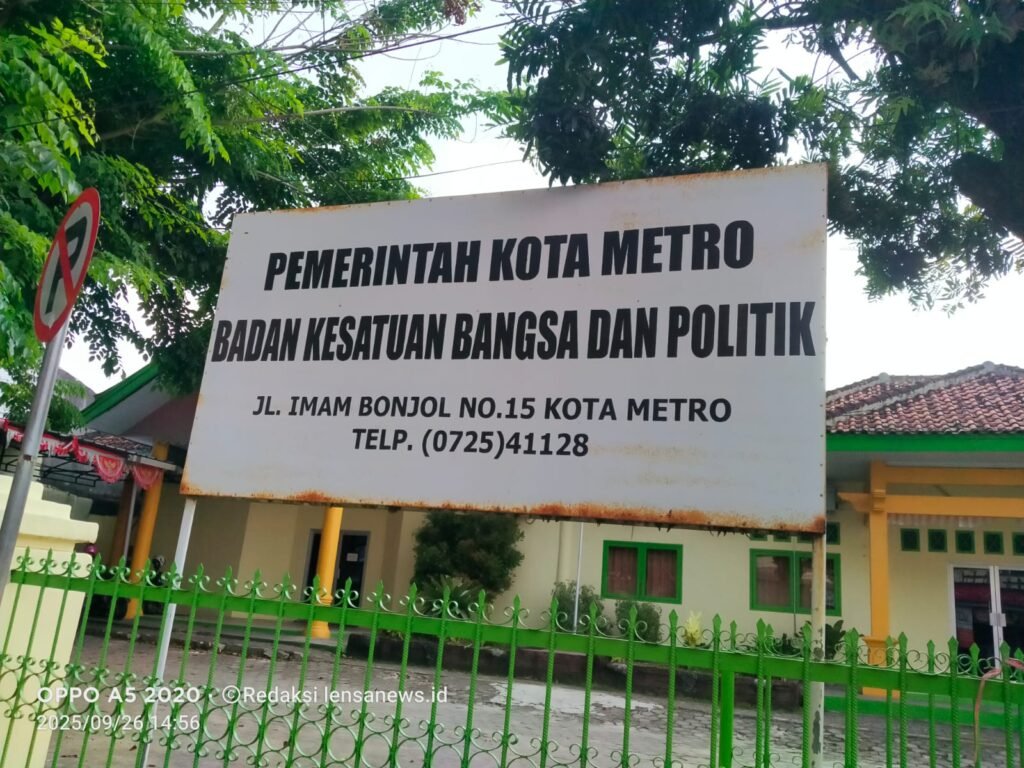 PEMERINTAH KOTA METRO
BADAN KESATUAN BANGSA DAN POLITIK
JL. IMAM BONJOL NO.15 KOTA METRO
TELP. (0725)41128
P
OPPO A5 2020 · ©Redaksi lensanews.id
2025/09/26 14:56